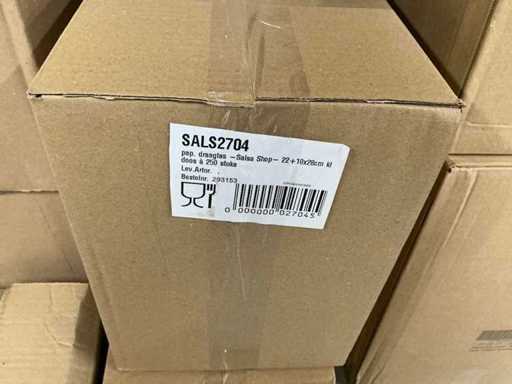 SALS2704
pap. draagtas -Salsa Shop- 22+10x28cm kl
doos à 250 stuks
Lev.Artnr. .
Bestelnr. 293153
0 000000 027045